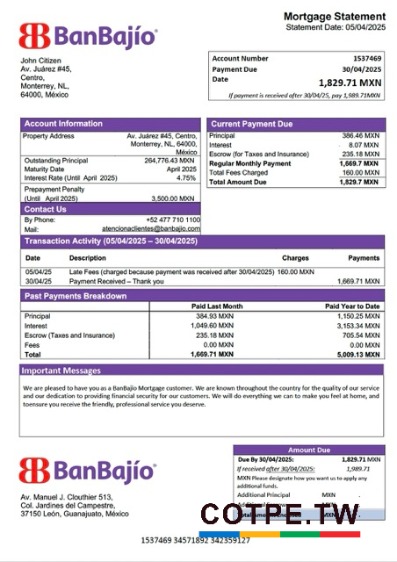 Mortgage Statement
Statement Date: 05/04/2025
BanBajío
John Citizen
Av. Juárez #45,
Centro,
Monterrey, NL,
64000, México
Account Number 1537469
Payment Due 30/04/2025
Date
1,829.71 MXN
If payment is received after 30/04/25, pay 1,989.71MXN
Account Information
Property Address Av. Juárez #45, Centro,
Monterrey, NL, 64000,
México
Outstanding Principal 264,776.43 MXN
Maturity Date April 2025
Interest Rate (Until April 2025) 4.75%
Prepayment Penalty
(Until April 2025) 3,500.00 MXN
Contact Us
By Phone: +52 477 710 1100
Mail: atencionaclientes@banbajio.com
Current Payment Due
Principal 386.46 MXN
Interest 8.07 MXN
Escrow (for Taxes and Insurance) 235.18 MXN
Regular Monthly Payment 1,669.7 MXN
Total Fees Charged 160.00 MXN
Total Amount Due 1,829.7 MXN
Transaction Activity (05/04/2025 – 30/04/2025)
Date Description Charges Payments
05/04/25 Late Fees (charged because payment was received after 30/04/2025) 160.00 MXN
30/04/25 Payment Received – Thank you 1,669.71 MXN
Past Payments Breakdown
Paid Last Month Paid Year to Date
Principal 384.93 MXN 1,150.25 MXN
Interest 1,049.60 MXN 3,153.34 MXN
Escrow (Taxes and Insurance) 235.18 MXN 705.54 MXN
Fees 0.00 MXN 0.00 MXN
Total 1,669.71 MXN 5,009.13 MXN
Important Messages
We are pleased to have you as a BanBajío Mortgage customer. We are known throughout the country for the quality of our service
and our dedication to providing financial security for our customers. We will do everything we can to make you feel at home, and
toensure you receive the friendly, professional service you deserve.
BanBajío
Av. Manuel J. Clouthier 513,
Col. Jardines del Campestre,
37150 León, Guanajuato, México
Amount Due
Due By 30/04/2025: 1,829.71 MXN
If received after 30/04/2025: 1,989.71
MXN Please designate how you want us to apply any
additional funds.
Additional Principal MXN
COTPE.TW
1537469 34571892 342359127